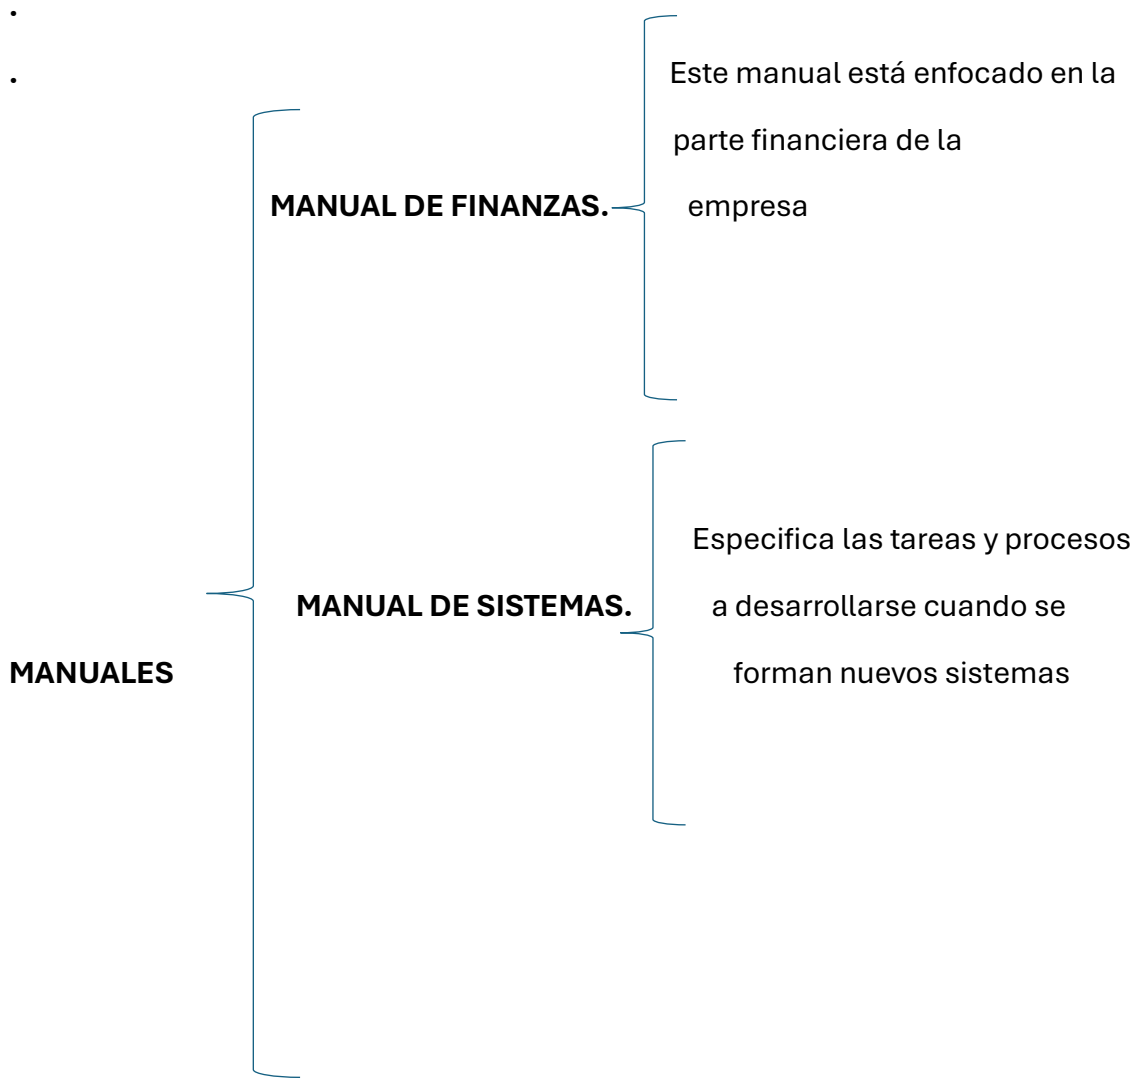 .
.
Este manual está enfocado en la
parte financiera de la
MANUAL DE FINANZAS.
empresa
Especifica las tareas y procesos
MANUAL DE SISTEMAS.
a desarrollarse cuando se
MANUALES
forman nuevos sistemas